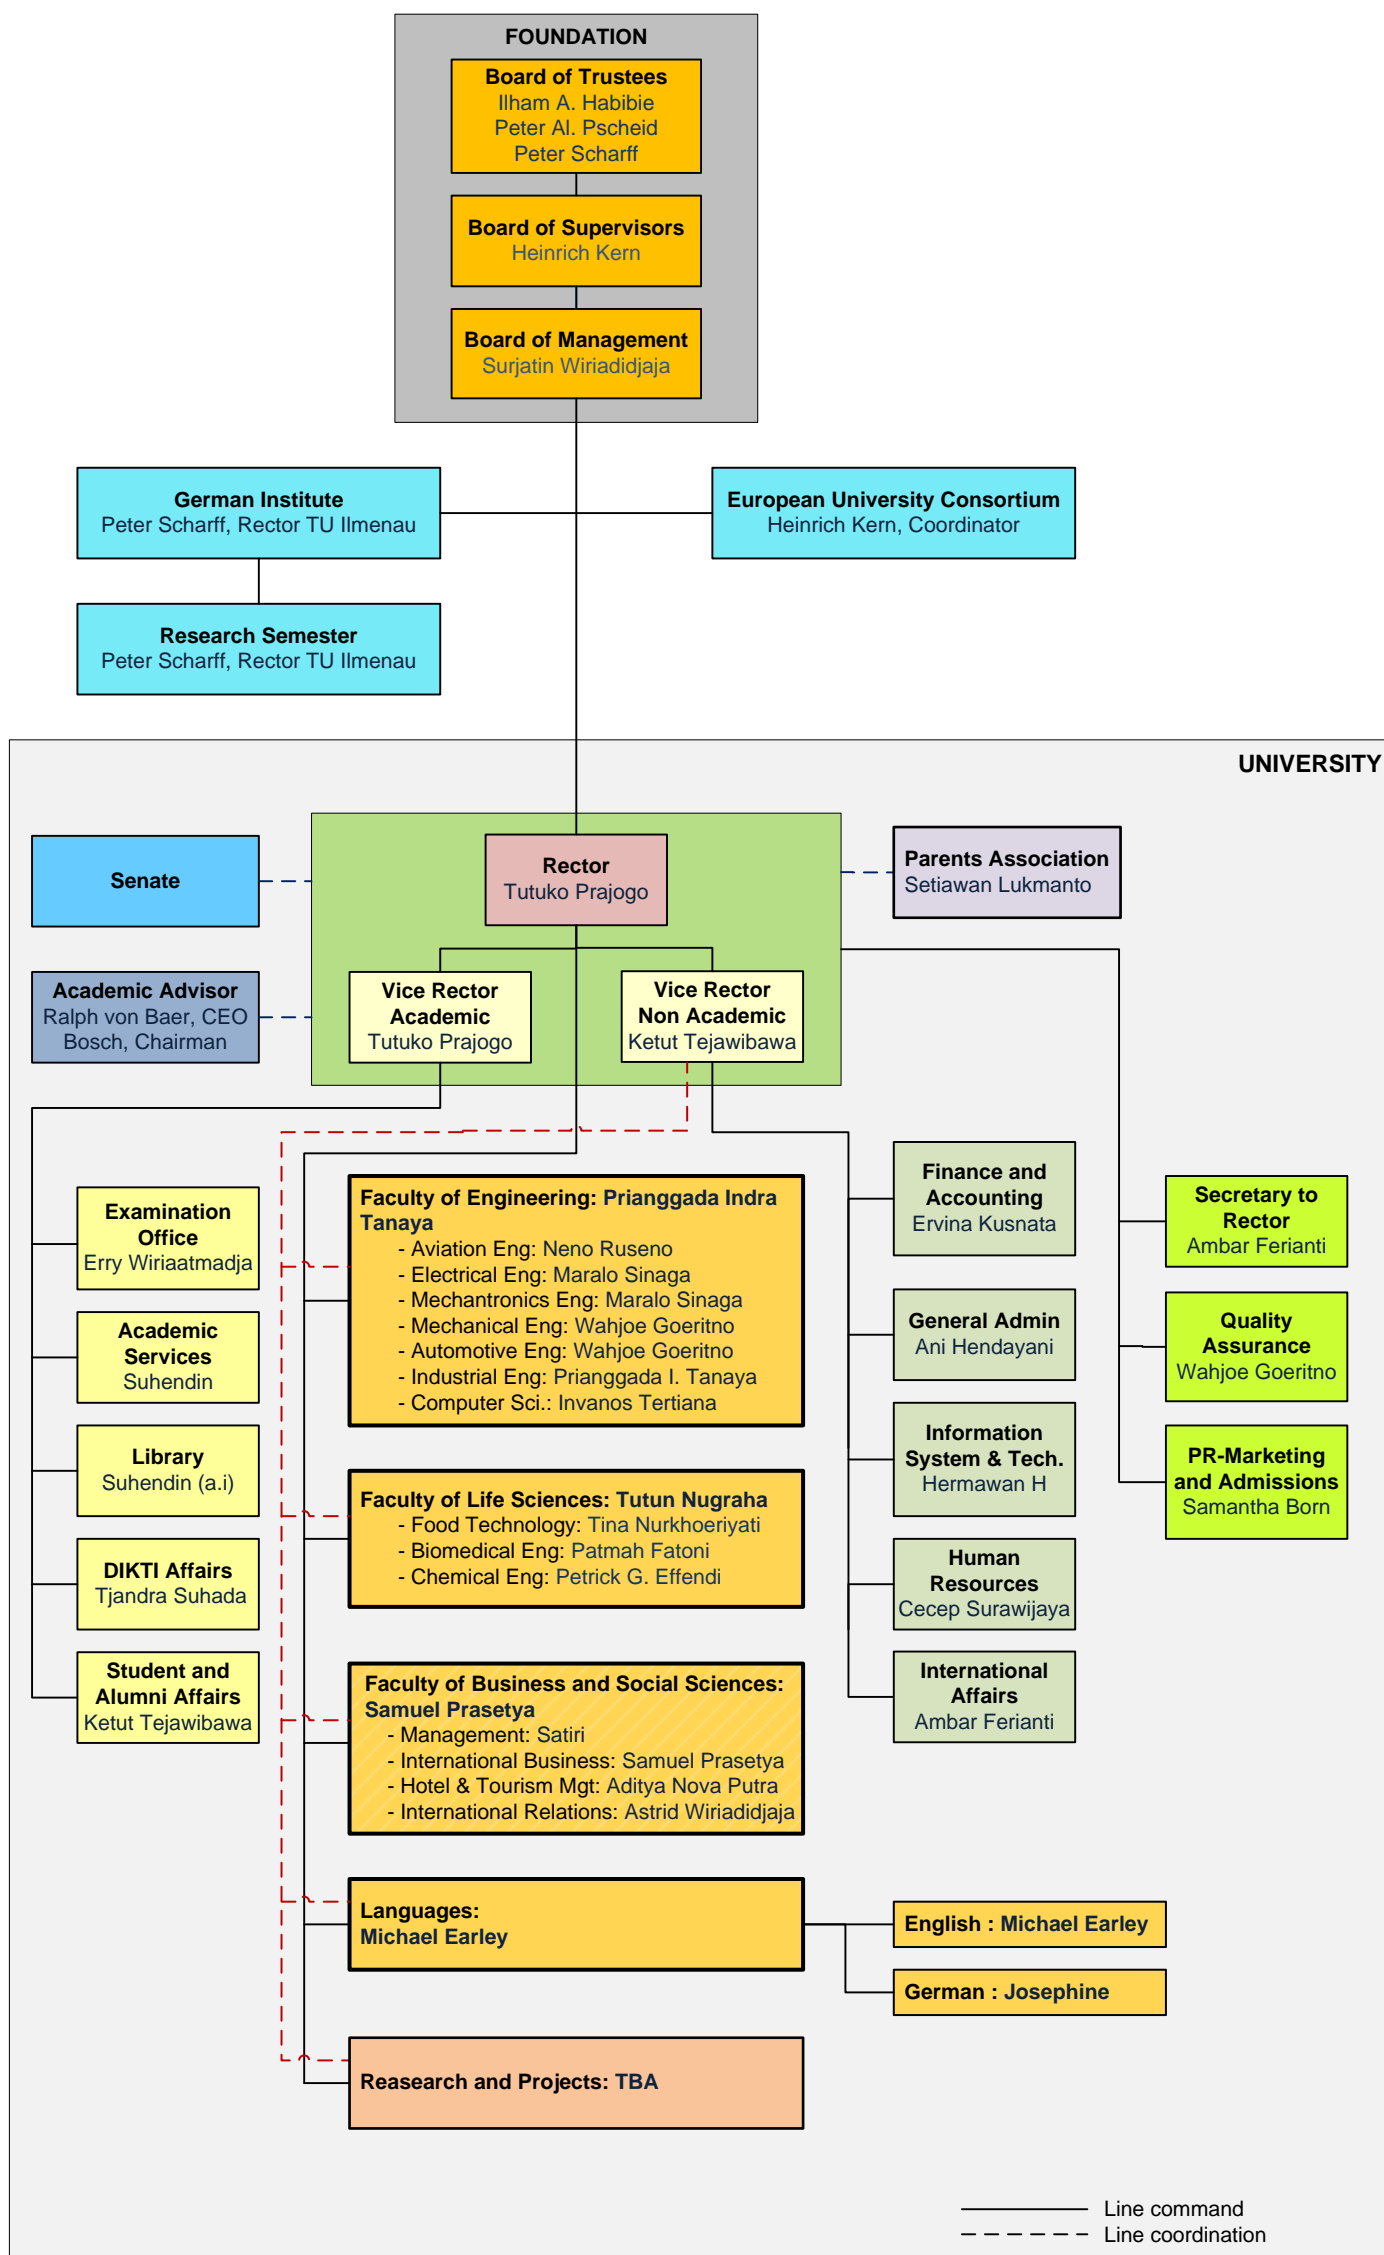 FOUNDATION
Board of Trustees
Ilham A. Habibie
Peter Al. Pscheid
Peter Scharff
Board of Supervisors
Heinrich Kern
Board of Management
Surjatin Wiriadidjaja
German Institute
Peter Scharff, Rector TU Ilmenau
European University Consortium
Heinrich Kern, Coordinator
Research Semester
Peter Scharff, Rector TU Ilmenau
UNIVERSITY
Senate
Rector
Tutuko Prajogo
Parents Association
Setiawan Lukmanto
Academic Advisor
Ralph von Baer, CEO
Bosch, Chairman
Vice Rector
Academic
Tutuko Prajogo
Vice Rector
Non Academic
Ketut Tejawibawa
Examination
Office
Erry Wiriaatmadja
Academic
Services
Suhendin
Library
Suhendin (a.i)
DIKTI Affairs
Tjandra Suhada
Student and
Alumni Affairs
Ketut Tejawibawa
Faculty of Engineering: Prianggada Indra
Tanaya
- Aviation Eng: Neno Ruseno
- Electrical Eng: Maralo Sinaga
- Mechantronics Eng: Maralo Sinaga
- Mechanical Eng: Wahjoe Goeritno
- Automotive Eng: Wahjoe Goeritno
- Industrial Eng: Prianggada I. Tanaya
- Computer Sci.: Invanos Tertiana
Faculty of Life Sciences: Tutun Nugraha
- Food Technology: Tina Nurkhoeriyati
- Biomedical Eng: Patmah Fatoni
- Chemical Eng: Petrick G. Effendi
Faculty of Business and Social Sciences:
Samuel Prasetya
- Management: Satiri
- International Business: Samuel Prasetya
- Hotel & Tourism Mgt: Aditya Nova Putra
- International Relations: Astrid Wiriadidjaja
Languages:
Michael Earley
Reasearch and Projects: TBA
Finance and
Accounting
Ervina Kusnata
General Admin
Ani Hendayani
Information
System & Tech.
Hermawan H
Human
Resources
Cecep Surawijaya
International
Affairs
Ambar Ferianti
Secretary to
Rector
Ambar Ferianti
Quality
Assurance
Wahjoe Goeritno
PR-Marketing
and Admissions
Samantha Born
English : Michael Earley
German : Josephine
Line command
Line coordination